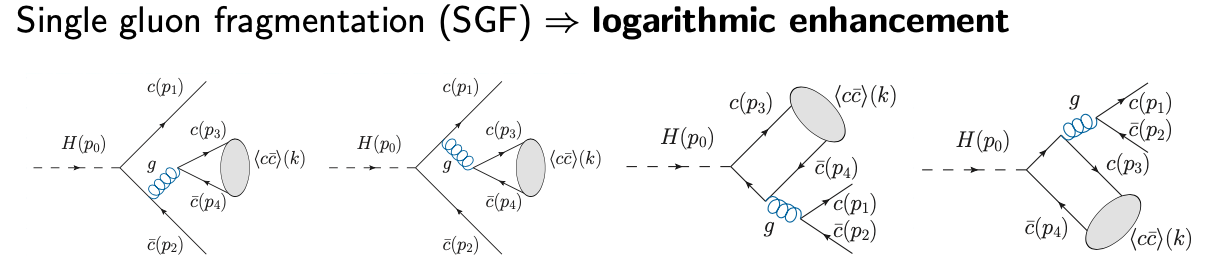 Single gluon fragmentation (SGF) ⇒ logarithmic enhancement
H(p₀) c(p₁) g c(p₃) c̄(p₄) ⟨cc̄⟩(k) c̄(p₂)
H(p₀) c(p₁) g c(p₃) c̄(p₄) ⟨cc̄⟩(k) c̄(p₂)
H(p₀) c(p₃) ⟨cc̄⟩(k) c̄(p₄) g c(p₁) c̄(p₂)
H(p₀) g c(p₁) c̄(p₂) c(p₃) c̄(p₄) ⟨cc̄⟩(k)